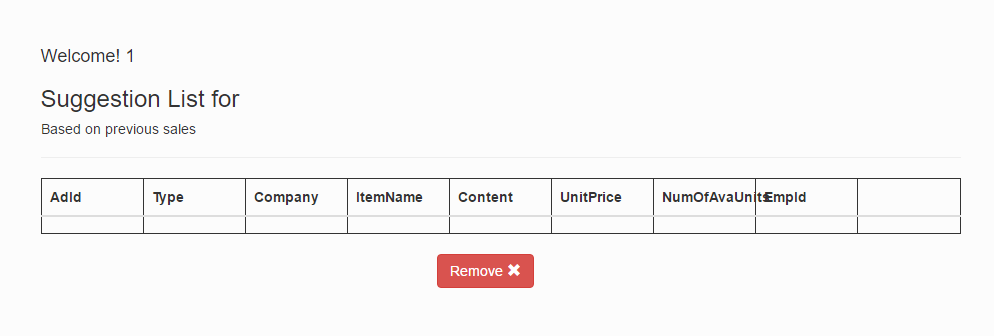 Welcome! 1
Suggestion List for
Based on previous sales
AdId Type Company ItemName Content UnitPrice NumOfAvaUnits EmpId
Remove ✖